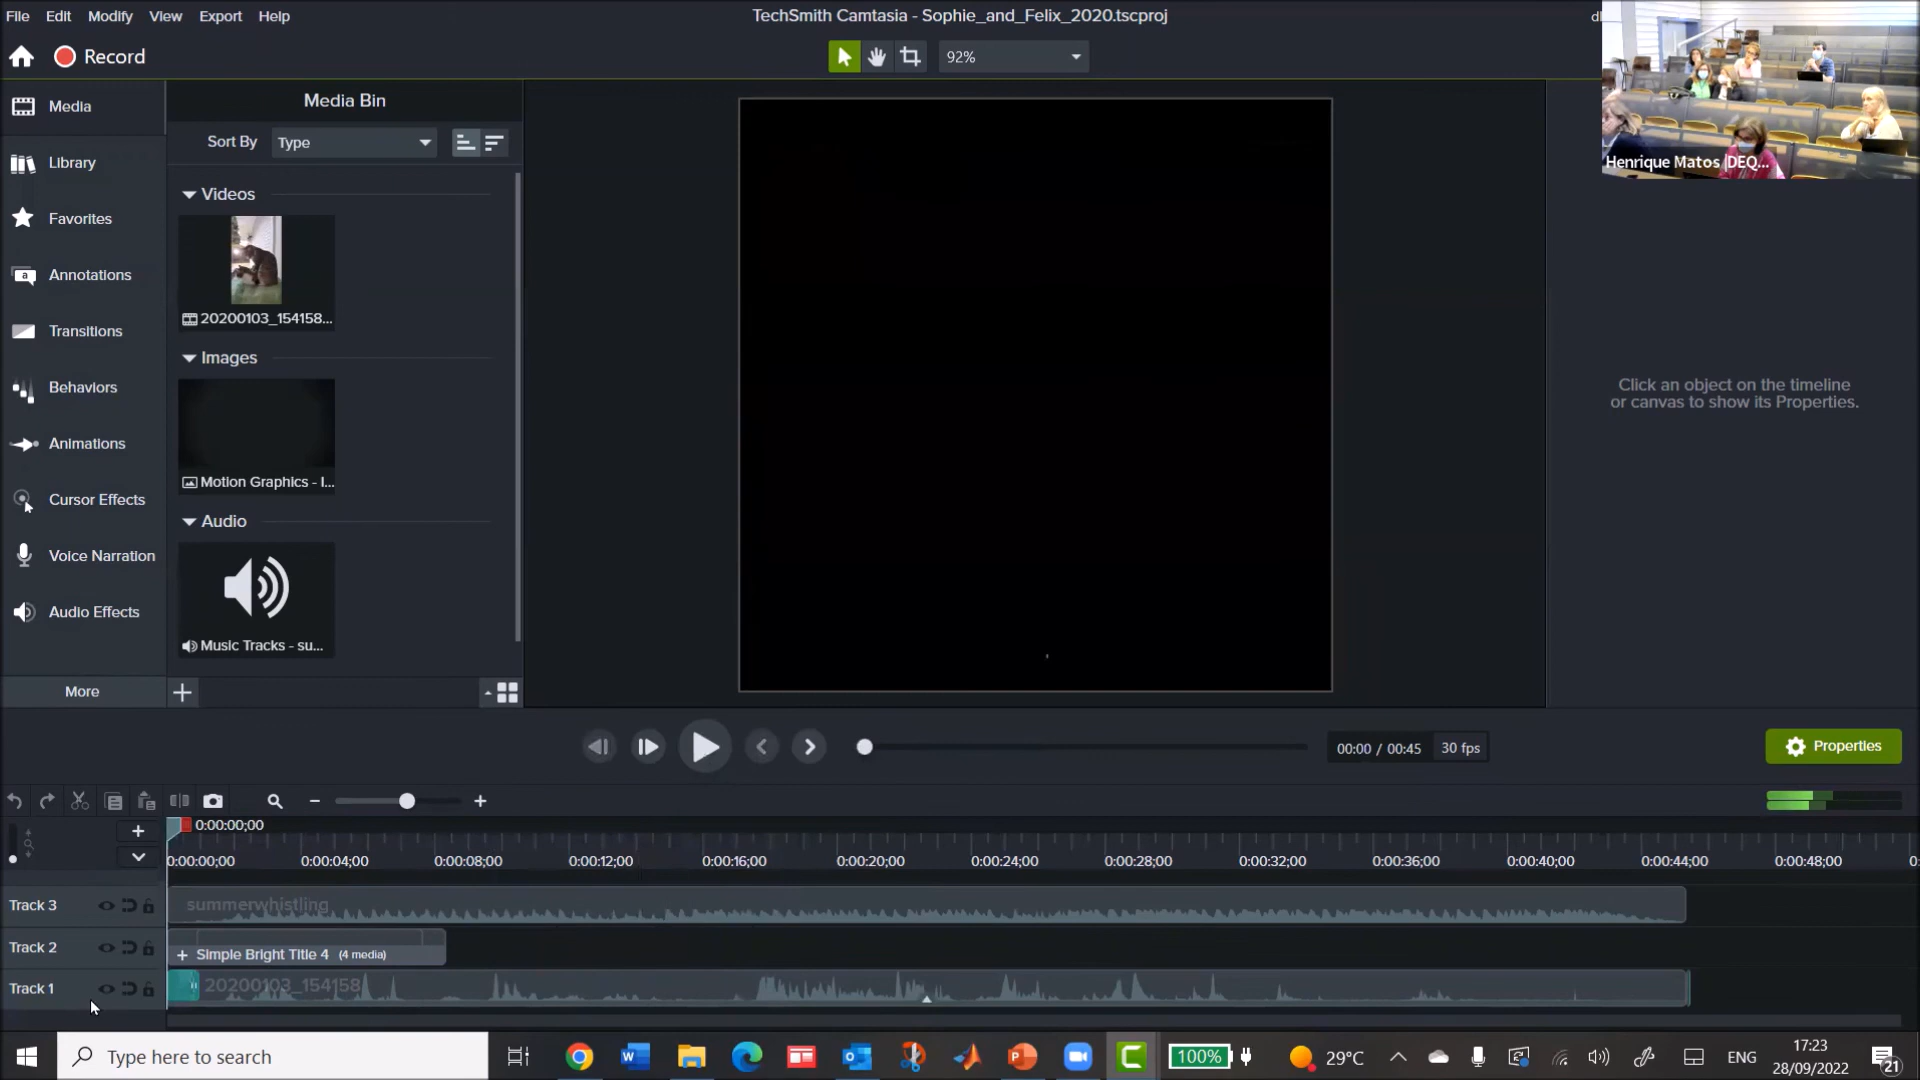 File Edit Modify View Export Help
TechSmith Camtasia - Sophie_and_Felix_2020.tscproj
Record
92%
Henrique Matos |DEQ...
Media
Library
Favorites
Annotations
Transitions
Behaviors
Animations
Cursor Effects
Voice Narration
Audio Effects
More
Media Bin
Sort By Type
Videos
20200103_154158...
Images
Motion Graphics - I...
Audio
Music Tracks - su...
Click an object on the timeline
or canvas to show its Properties.
00:00 / 00:45 30 fps
Properties
0:00:00;00
0:00:00;00 0:00:04;00 0:00:08;00 0:00:12;00 0:00:16;00 0:00:20;00 0:00:24;00 0:00:28;00 0:00:32;00 0:00:36;00 0:00:40;00 0:00:44;00 0:00:48;00
Track 3 summerwhistling
Track 2 + Simple Bright Title 4 (4 media)
Track 1 20200103_154158
Type here to search
100% 29°C ENG
17:23
28/09/2022
21